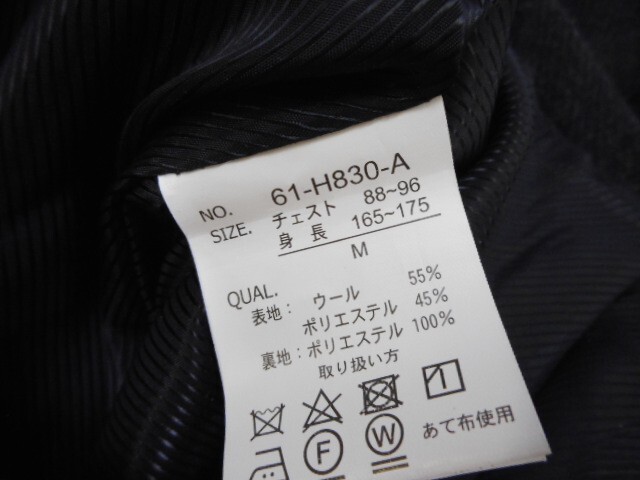 NO. 61-H830-A
SIZE. チェスト 88~96
身長 165~175
M
QUAL.
表地: ウール 55%
ポリエステル 45%
裏地: ポリエステル 100%
取り扱い方
F W あて布使用